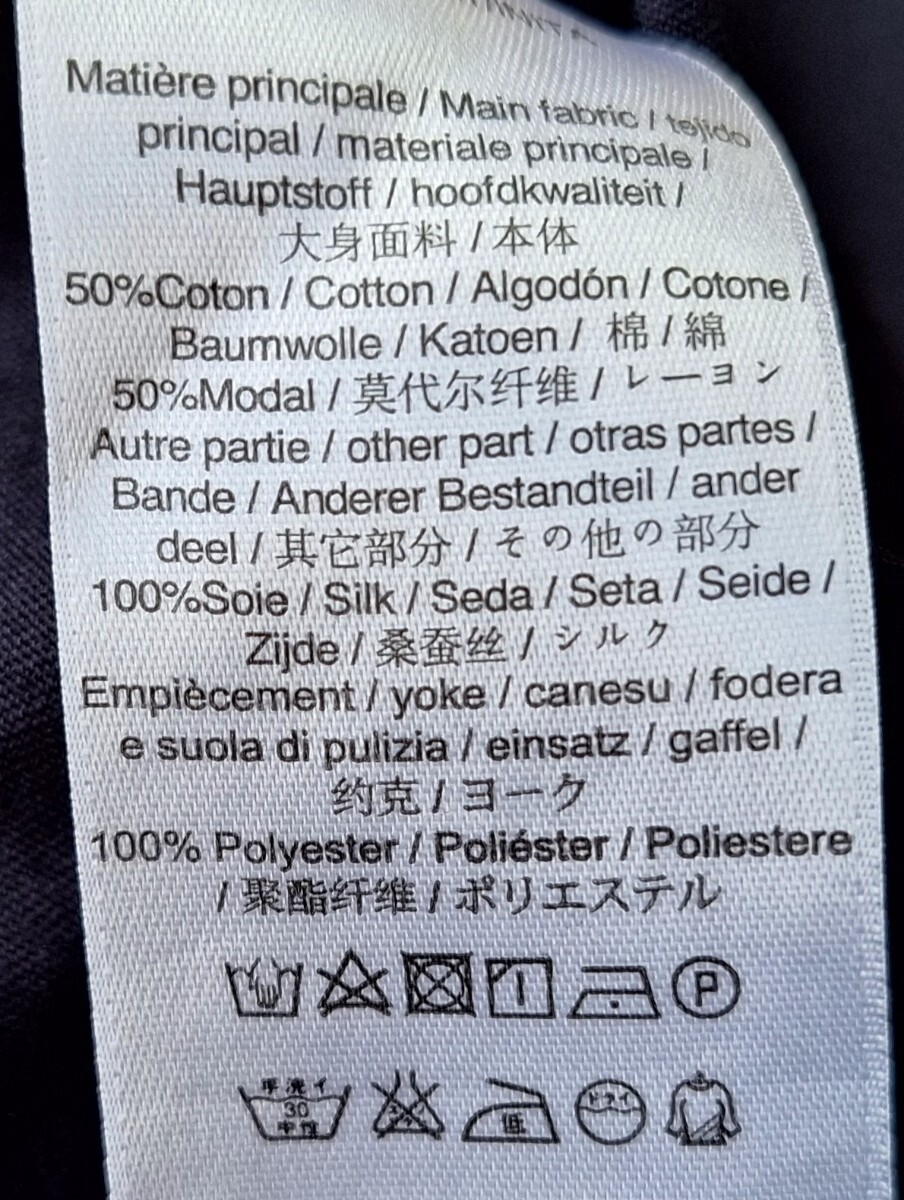 Matière principale / Main fabric / tejido
principal / materiale principale /
Hauptstoff / hoofdkwaliteit /
大身面料 / 本体
50%Coton / Cotton / Algodón / Cotone /
Baumwolle / Katoen / 棉 / 綿
50%Modal / 莫代尔纤维 / レーヨン
Autre partie / other part / otras partes /
Bande / Anderer Bestandteil / ander
deel / 其它部分 / その他の部分
100%Soie / Silk / Seda / Seta / Seide /
Zijde / 桑蚕丝 / シルク
Empiècement / yoke / canesu / fodera
e suola di pulizia / einsatz / gaffel /
约克 / ヨーク
100% Polyester / Poliéster / Poliestere
/ 聚酯纤维 / ポリエステル
P
手洗イ
30
中性
低
ドライ